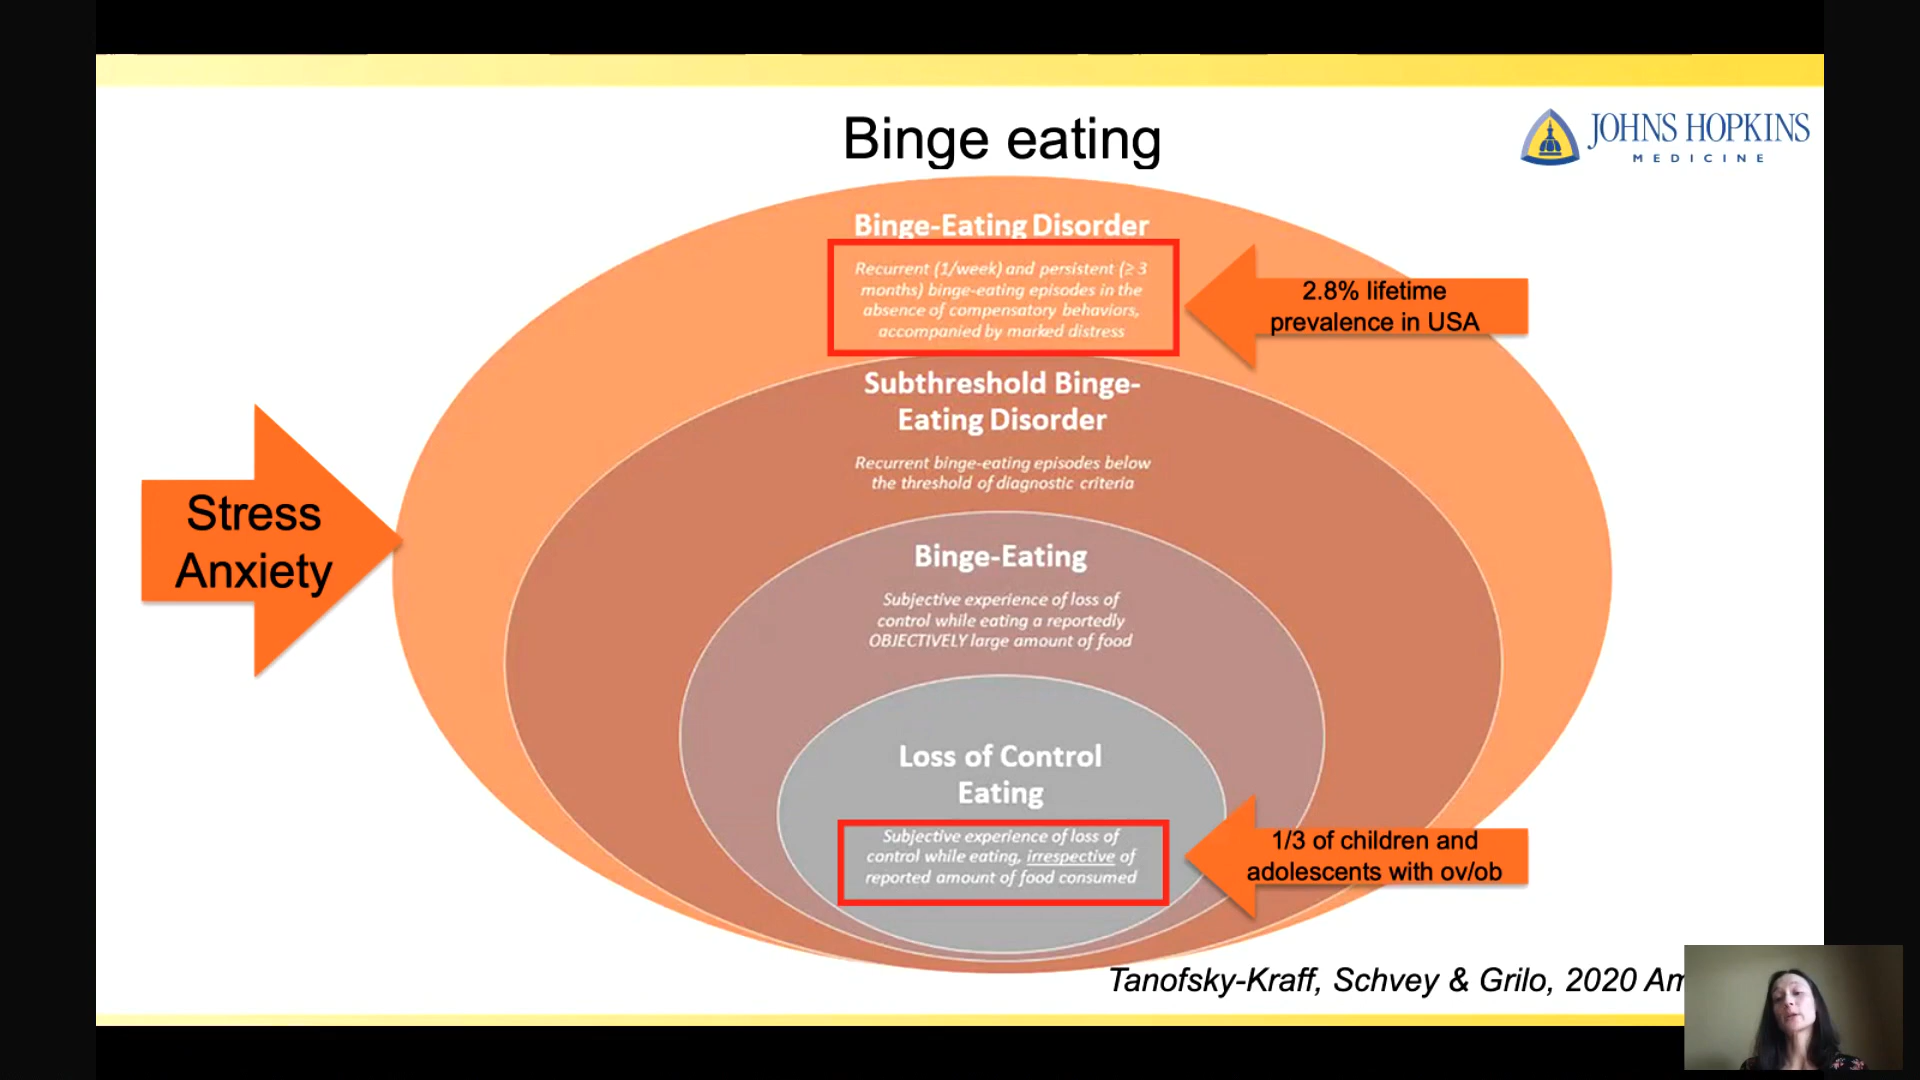 Binge eating
JOHNS HOPKINS
MEDICINE
Binge-Eating Disorder
Recurrent (1/week) and persistent (≥ 3
months) binge-eating episodes in the
absence of compensatory behaviors,
accompanied by marked distress
2.8% lifetime
prevalence in USA
Subthreshold Binge-
Eating Disorder
Recurrent binge-eating episodes below
the threshold of diagnostic criteria
Stress
Anxiety
Binge-Eating
Subjective experience of loss of
control while eating a reportedly
OBJECTIVELY large amount of food
Loss of Control
Eating
Subjective experience of loss of
control while eating, irrespective of
reported amount of food consumed
1/3 of children and
adolescents with ov/ob
Tanofsky-Kraff, Schvey & Grilo, 2020